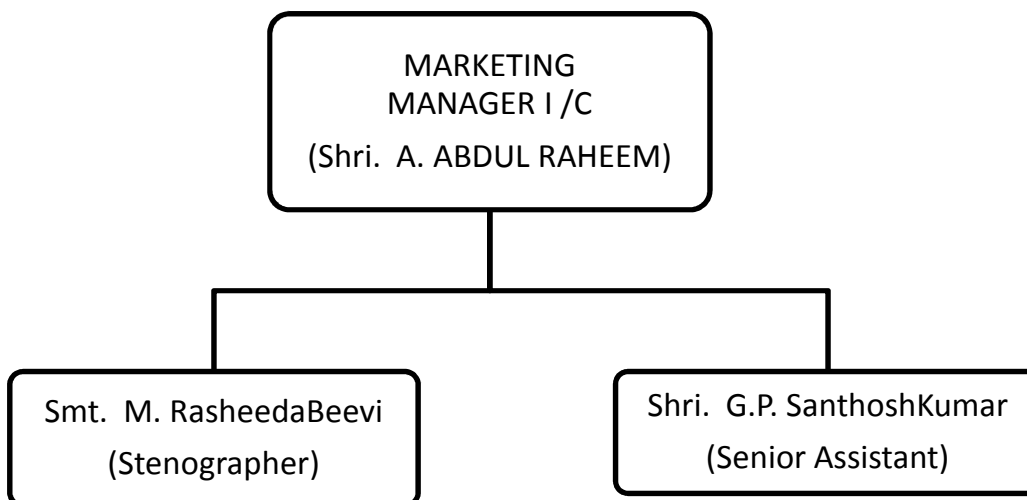 MARKETING
MANAGER I /C
(Shri.  A. ABDUL RAHEEM)
Smt.  M. RasheedaBeevi
(Stenographer)
Shri.  G.P. SanthoshKumar
(Senior Assistant)